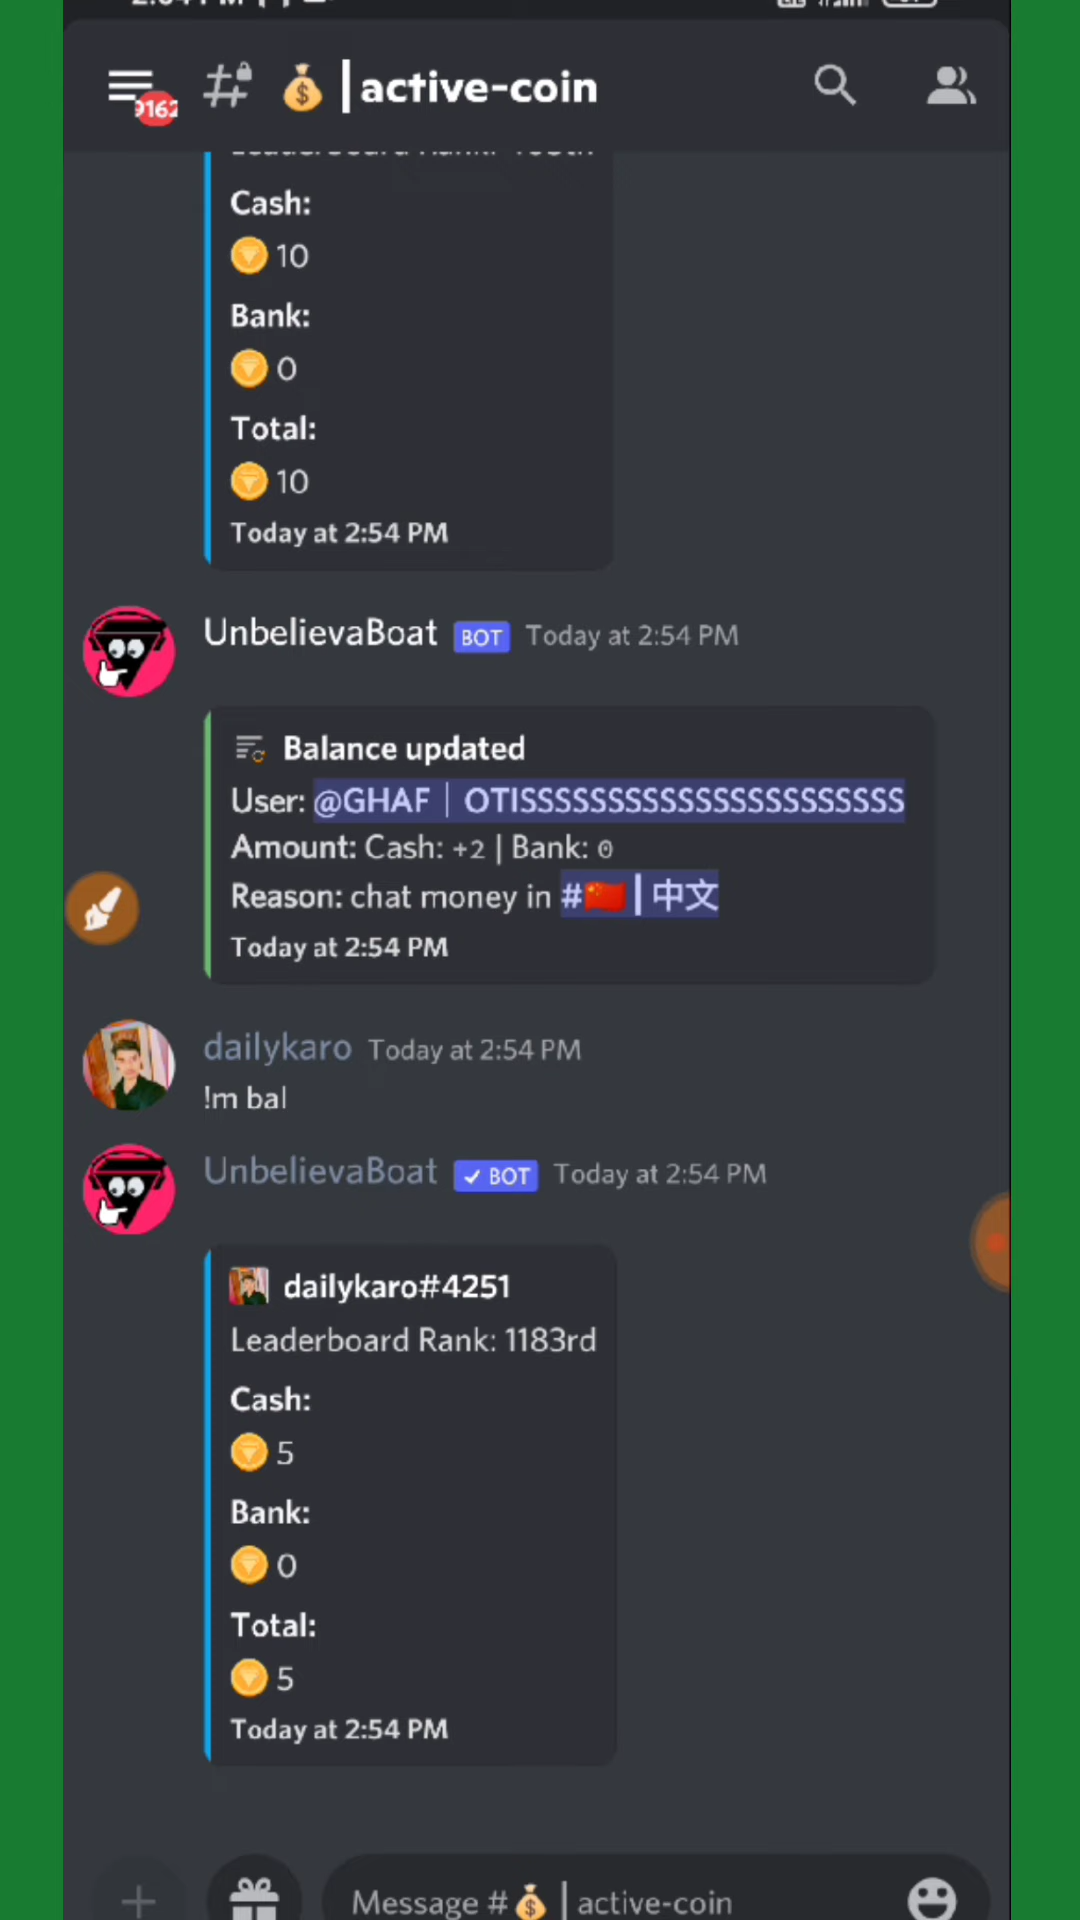 9162
active-coin
Cash:
10
Bank:
0
Total:
10
Today at 2:54 PM
UnbelievaBoat BOT Today at 2:54 PM
Balance updated
User: @GHAF | OTISSSSSSSSSSSSSSSSSSSSSS
Amount: Cash: +2 | Bank: 0
Reason: chat money in #🇨🇳 | 中文
Today at 2:54 PM
dailykaro Today at 2:54 PM
!m bal
UnbelievaBoat ✓ BOT Today at 2:54 PM
dailykaro#4251
Leaderboard Rank: 1183rd
Cash:
5
Bank:
0
Total:
5
Today at 2:54 PM
Message #💰 | active-coin